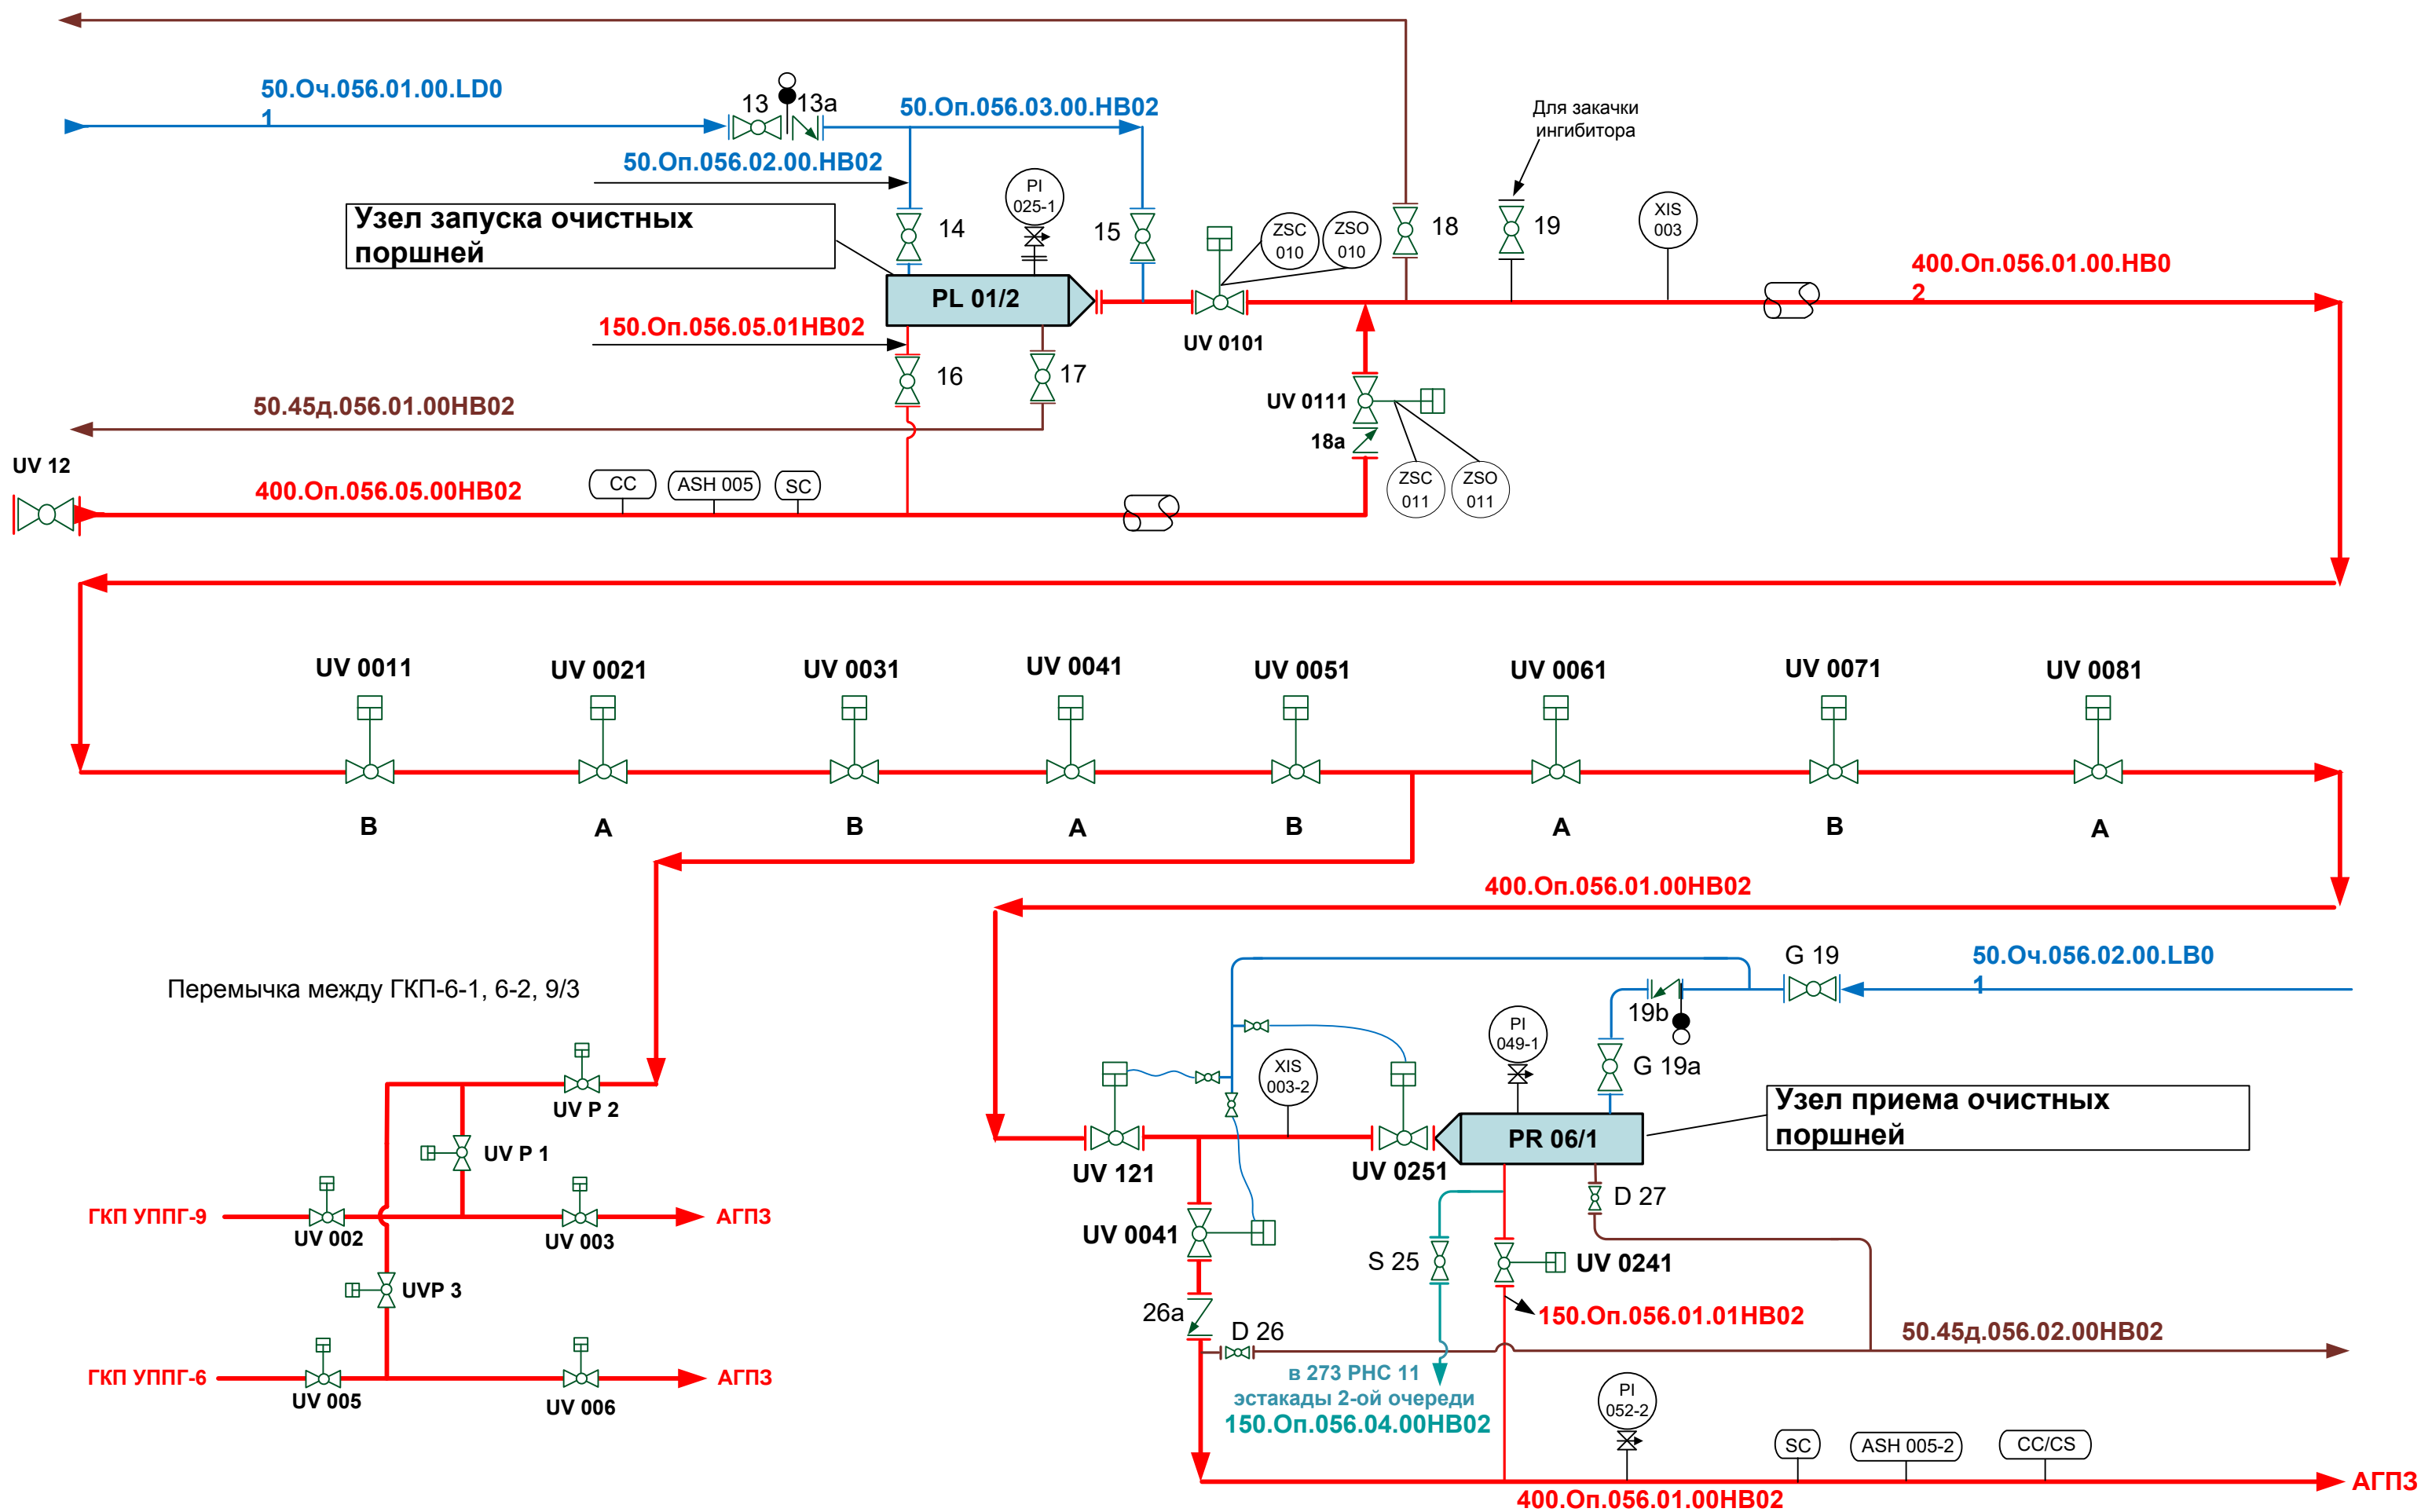 50.Оч.056.01.00.LD0
1
13
13а
50.Оп.056.03.00.НВ02
Для закачки
ингибитора
50.Оп.056.02.00.НВ02
PI
025-1
Узел запуска очистных
поршней
14
15
ZSC
010
ZSO
010
18
19
XIS
003
400.Оп.056.01.00.НВ0
2
PL 01/2
150.Оп.056.05.01НВ02
UV 0101
16
17
50.45д.056.01.00НВ02
UV 0111
18а
UV 12
400.Оп.056.05.00НВ02
CC
ASH 005
SC
ZSC
011
ZSO
011
UV 0011
UV 0021
UV 0031
UV 0041
UV 0051
UV 0061
UV 0071
UV 0081
B
A
B
A
B
A
B
A
400.Оп.056.01.00НВ02
Перемычка между ГКП-6-1, 6-2, 9/3
G 19
50.Оч.056.02.00.LB0
1
19b
PI
049-1
XIS
003-2
G 19a
UV P 2
Узел приема очистных
поршней
PR 06/1
UV P 1
UV 121
UV 0251
D 27
ГКП УППГ-9
АГПЗ
UV 002
UV 003
UV 0041
S 25
UV 0241
UVP 3
26a
150.Оп.056.01.01НВ02
D 26
50.45д.056.02.00НВ02
ГКП УППГ-6
АГПЗ
UV 005
UV 006
в 273 РНС 11
эстакады 2-ой очереди
150.Оп.056.04.00НВ02
PI
052-2
SC
ASH 005-2
CC/CS
АГПЗ
400.Оп.056.01.00НВ02